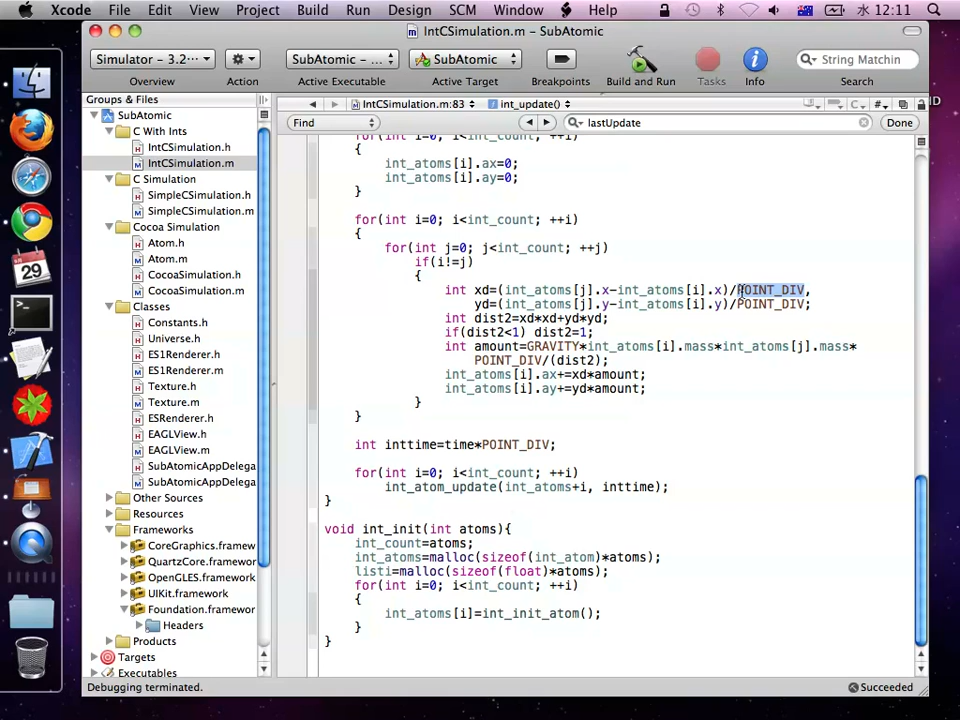 Xcode File Edit View Project Build Run Design SCM Window Help 水 12:11
IntCSimulation.m – SubAtomic
Simulator - 3.2... SubAtomic – ... SubAtomic String Matchin
Overview Action Active Executable Active Target Breakpoints Build and Run Tasks Info Search
Groups & Files
IntCSimulation.m:83 int_update()
Find lastUpdate Done
SubAtomic
C With Ints
IntCSimulation.h
IntCSimulation.m
C Simulation
SimpleCSimulation.h
SimpleCSimulation.m
Cocoa Simulation
Atom.h
Atom.m
CocoaSimulation.h
CocoaSimulation.m
Classes
Constants.h
Universe.h
ES1Renderer.h
ES1Renderer.m
Texture.h
Texture.m
ESRenderer.h
EAGLView.h
EAGLView.m
SubAtomicAppDelega
SubAtomicAppDelega
Other Sources
Resources
Frameworks
CoreGraphics.framew
QuartzCore.framewo
OpenGLES.framework
UIKit.framework
Foundation.framewor
Headers
Products
Targets
Executables
for(int i=0; i<int_count; ++i)
{
int_atoms[i].ax=0;
int_atoms[i].ay=0;
}
for(int i=0; i<int_count; ++i)
{
for(int j=0; j<int_count; ++j)
if(i!=j)
{
int xd=(int_atoms[j].x-int_atoms[i].x)/POINT_DIV,
yd=(int_atoms[j].y-int_atoms[i].y)/POINT_DIV;
int dist2=xd*xd+yd*yd;
if(dist2<1) dist2=1;
int amount=GRAVITY*int_atoms[i].mass*int_atoms[j].mass*
POINT_DIV/(dist2);
int_atoms[i].ax+=xd*amount;
int_atoms[i].ay+=yd*amount;
}
}
int inttime=time*POINT_DIV;
for(int i=0; i<int_count; ++i)
int_atom_update(int_atoms+i, inttime);
}
void int_init(int atoms){
int_count=atoms;
int_atoms=malloc(sizeof(int_atom)*atoms);
listi=malloc(sizeof(float)*atoms);
for(int i=0; i<int_count; ++i)
{
int_atoms[i]=int_init_atom();
}
}
Debugging terminated. Succeeded